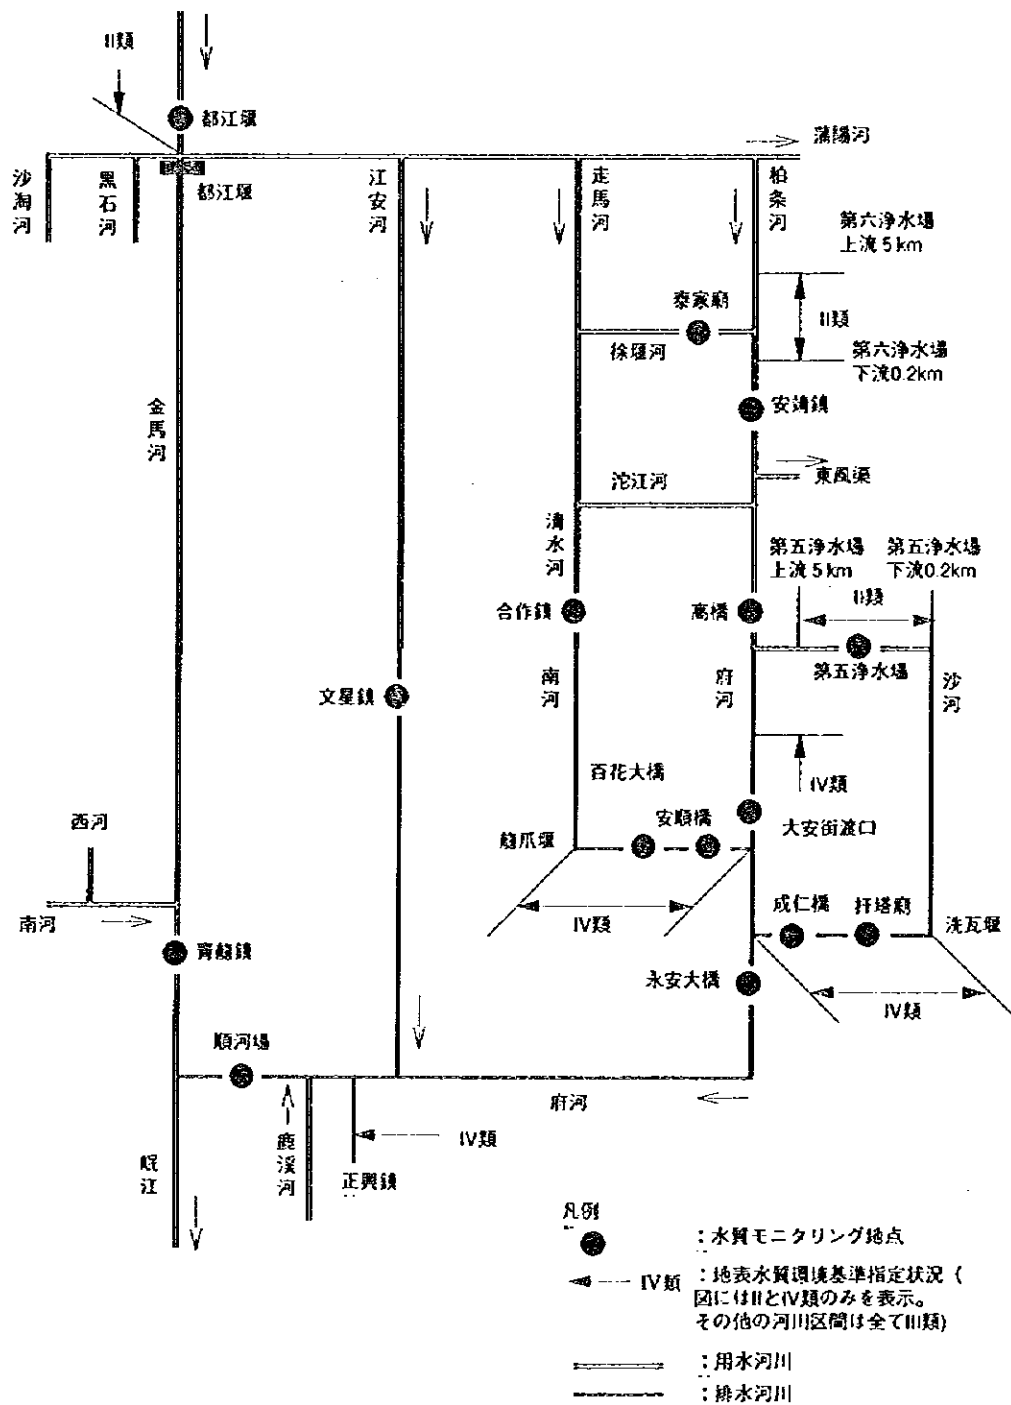 II類
都江堰
蒲陽河
都江堰
沙溝河
黒石河
江安河
走馬河
柏条河
第六浄水場
上流5km
II類
泰家廟
徐堰河
第六浄水場
下流0.2km
安靖鎮
金馬河
沱江河
東風渠
清水河
第五浄水場
上流5km
第五浄水場
下流0.2km
II類
合作鎮
高橋
第五浄水場
南河
府河
沙河
文星鎮
IV類
百花大橋
西河
安順橋
大安街渡口
龍爪堰
南河
IV類
成仁橋
洗瓦堰
永安大橋
IV類
順河場
府河
鹿渓河
IV類
正興鎮
岷江
凡例
:水質モニタリング地点
IV類
:地表水質環境基準指定状況(
図にはIIとIV類のみを表示。
その他の河川区間は全てIII類)
:用水河川
:排水河川